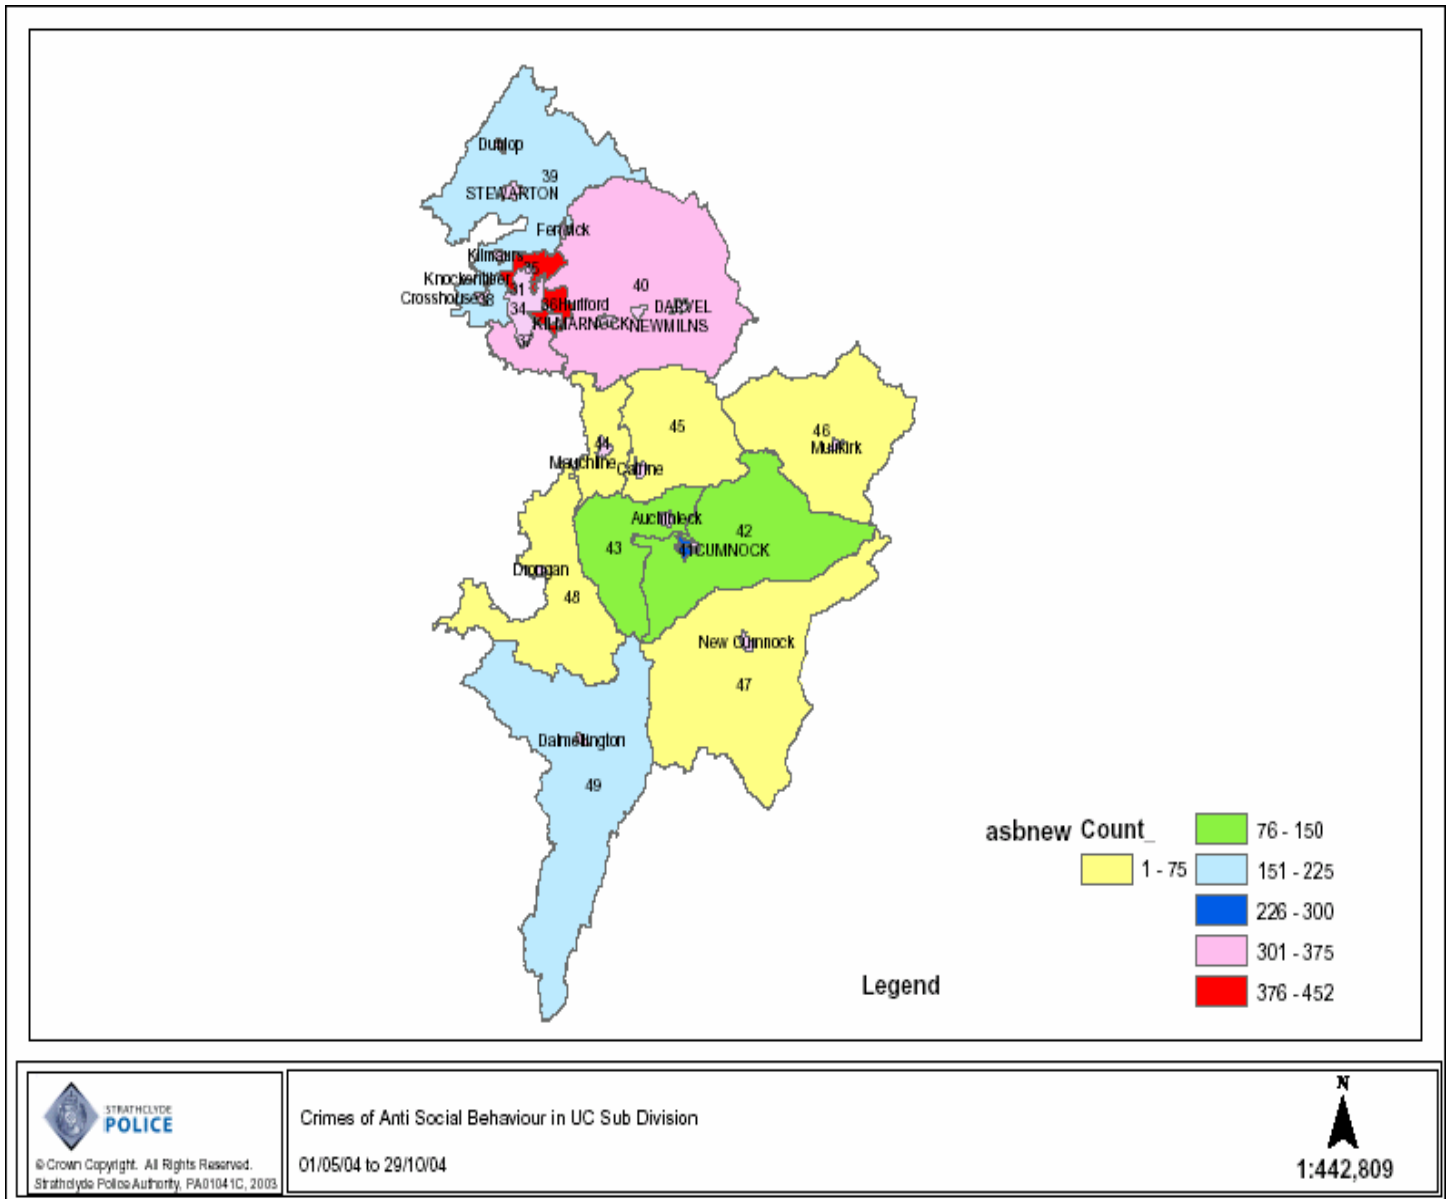 Dunlop
39
STEWARTON
Fenwick
Kilmaurs
35
Knockentiber
31
Crosshouse 38
40
34
36 Hurlford
DARVEL
KILMARNOCK NEWMILNS
37
45
44
46
Muirkirk
Mauchline
Catrine
Auchinleck
42
43
41 CUMNOCK
Drongan
48
New Cumnock
47
Dalmellington
49
asbnew Count_
1 - 75
76 - 150
151 - 225
226 - 300
301 - 375
376 - 452
Legend
STRATHCLYDE
POLICE
© Crown Copyright. All Rights Reserved.
Strathclyde Police Authority, PA01041C, 2003
Crimes of Anti Social Behaviour in UC Sub Division
01/05/04 to 29/10/04
N
1:442,809